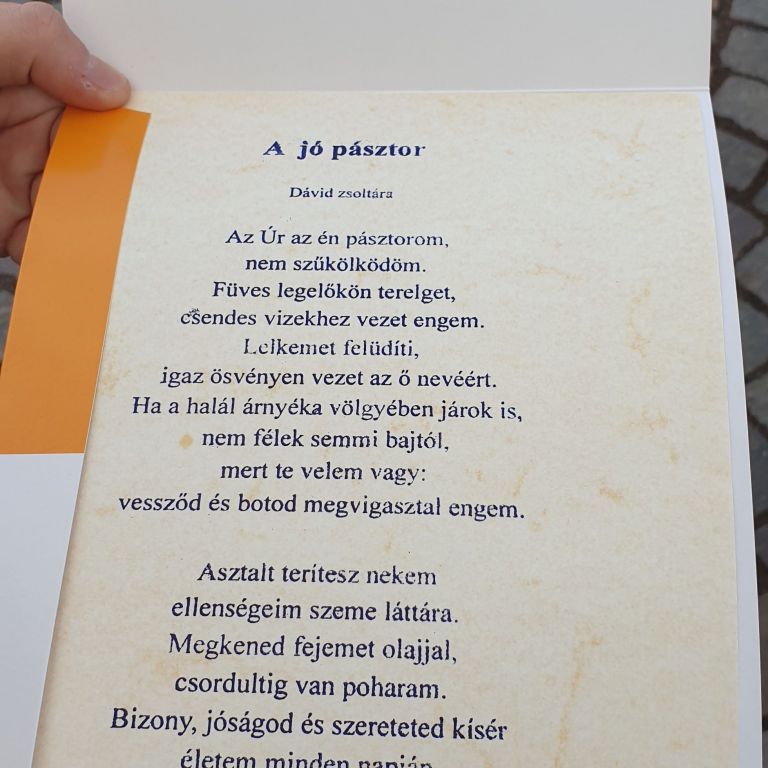 A jó pásztor
Dávid zsoltára
Az Úr az én pásztorom,
nem szűkölködöm.
Füves legelőkön terelget,
csendes vizekhez vezet engem.
Lelkemet felüdíti,
igaz ösvényen vezet az ő nevéért.
Ha a halál árnyéka völgyében járok is,
nem félek semmi bajtól,
mert te velem vagy:
vessződ és botod megvigasztal engem.
Asztalt terítesz nekem
ellenségeim szeme láttára.
Megkened fejemet olajjal,
csordultig van poharam.
Bizony, jóságod és szereteted kísér
életem minden napján